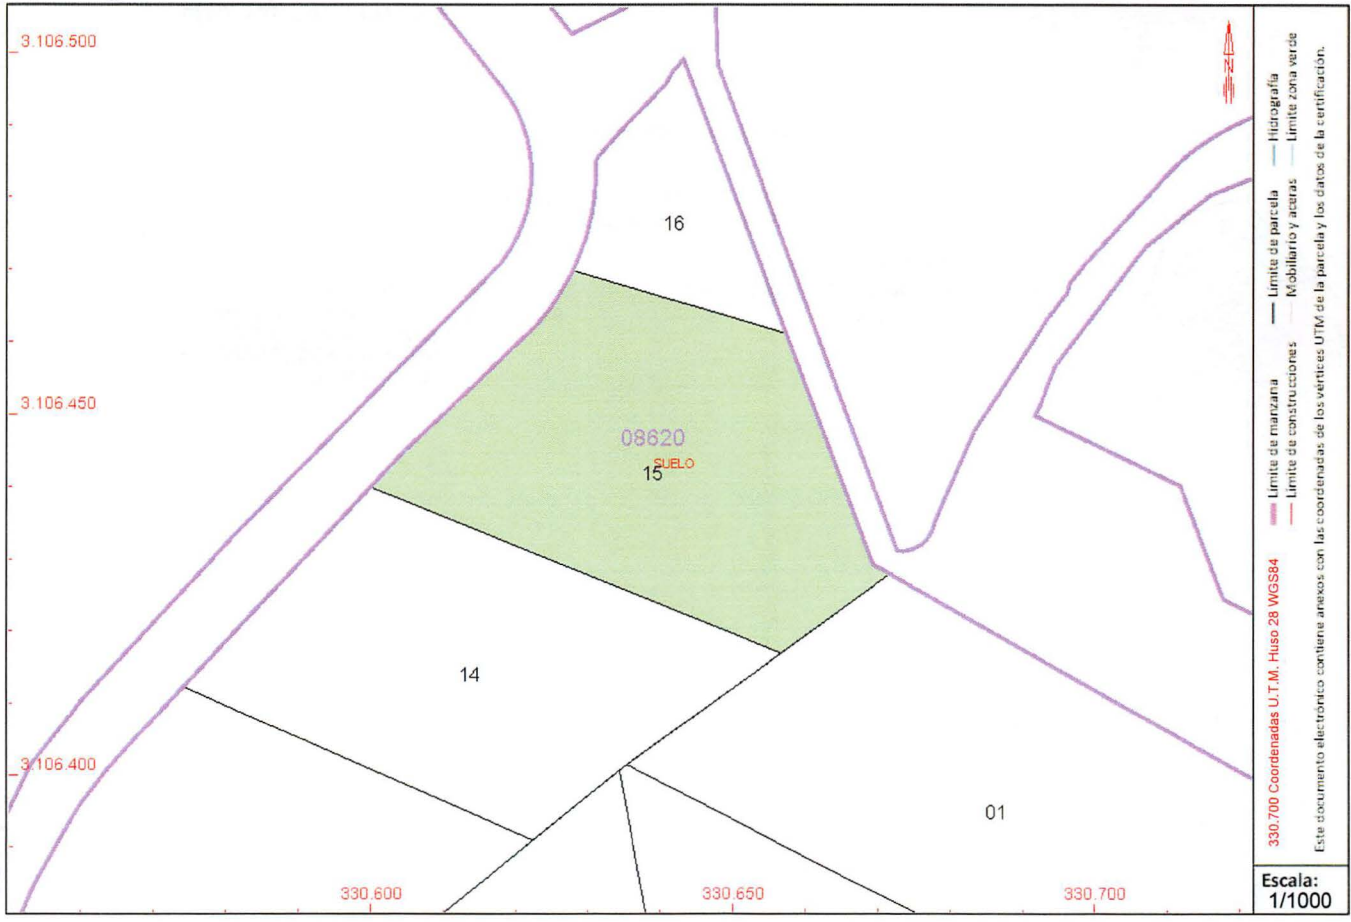 3.106.500
16
3.106.450
08620
SUELO
15
14
3.106.400
01
330.600
330.650
330.700
N
Límite de manzana
Límite de parcela
Hidrografía
Límite de construcciones
Mobiliario y aceras
Límite zona verde
330.700 Coordenadas U.T.M. Huso 28 WGS84
Este documento electrónico contiene anexos con las coordenadas de los vértices UTM de la parcela y los datos de la certificación.
Escala:
1/1000